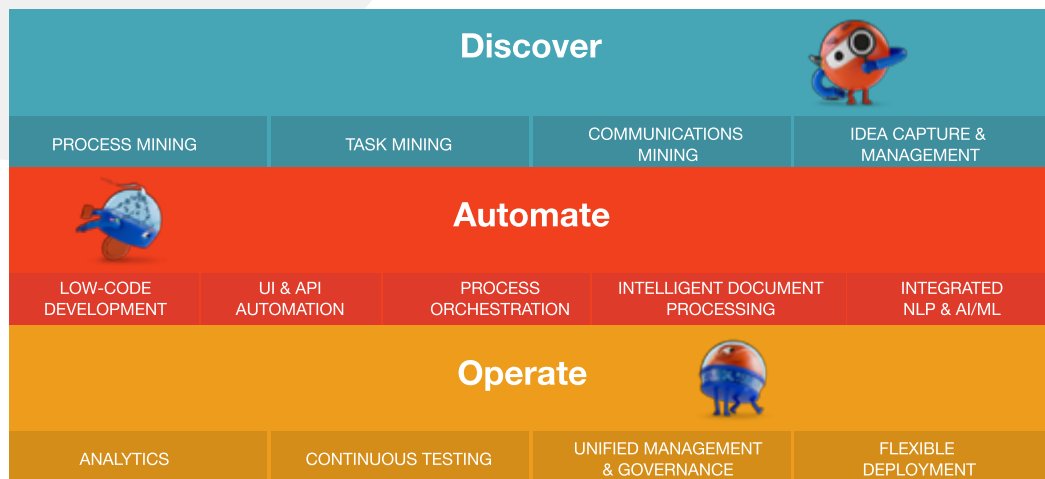 Discover
PROCESS MINING
TASK MINING
COMMUNICATIONS
MINING
IDEA CAPTURE &
MANAGEMENT
Automate
LOW-CODE
DEVELOPMENT
UI & API
AUTOMATION
PROCESS
ORCHESTRATION
INTELLIGENT DOCUMENT
PROCESSING
INTEGRATED
NLP & AI/ML
Operate
ANALYTICS
CONTINUOUS TESTING
UNIFIED MANAGEMENT
& GOVERNANCE
FLEXIBLE
DEPLOYMENT